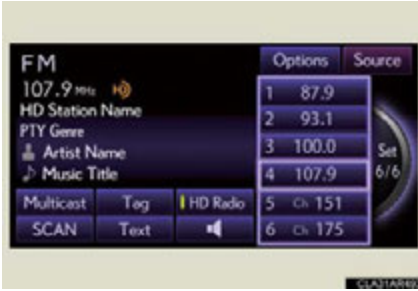 FM
107.9 MHz HD
HD Station Name
PTY Genre
Artist Name
Music Title
Multicast Tag HD Radio
SCAN Text
Options Source
1 87.9
2 93.1
3 100.0
4 107.9
5 Ch 151
6 Ch 175
Set
6/6